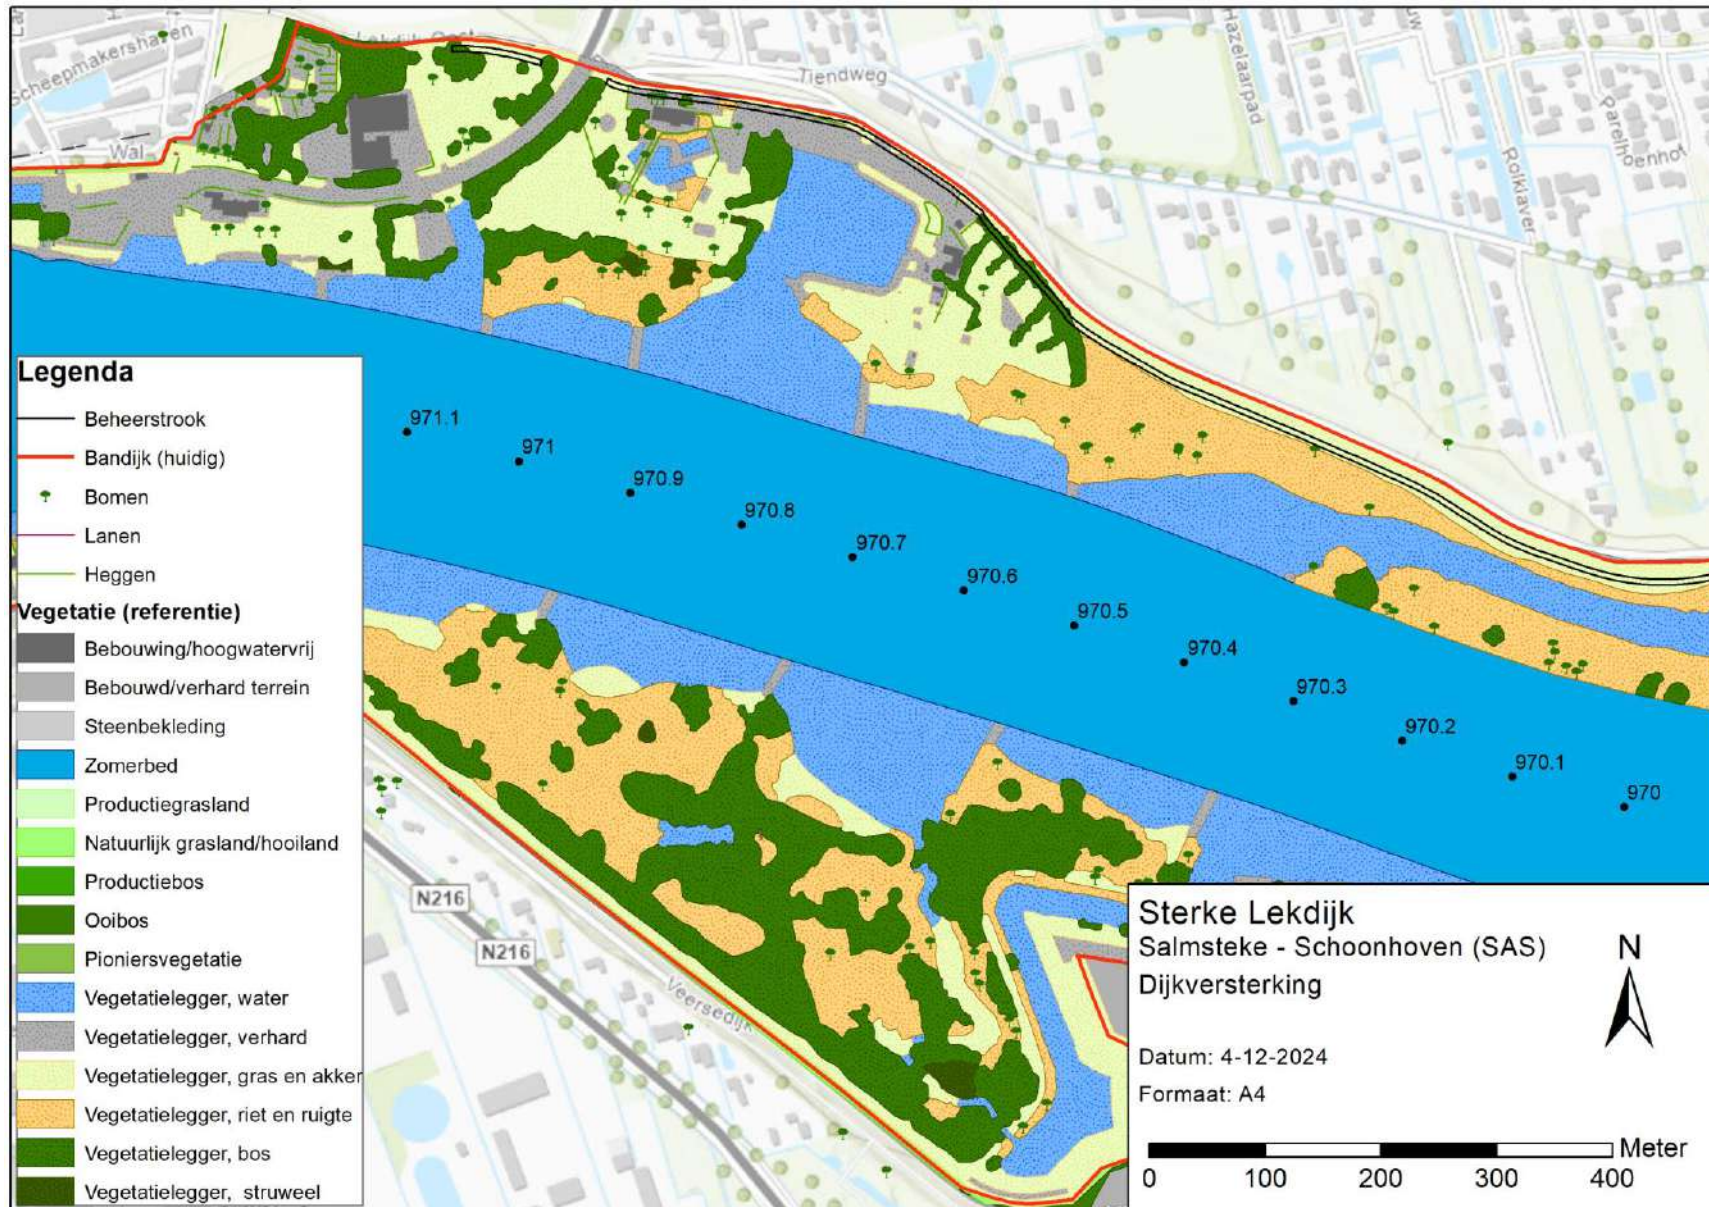 Scheepmakershaven
Wal
Tiendweg
Hazelaarpad
Rolklaver
Parelhoenhof
971.1
971
970.9
970.8
970.7
970.6
970.5
970.4
970.3
970.2
970.1
970
Legenda
Beheerstrook
Bandijk (huidig)
Bomen
Lanen
Heggen
Vegetatie (referentie)
Bebouwing/hoogwatervrij
Bebouwd/verhard terrein
Steenbekleding
Zomerbed
Productiegrasland
Natuurlijk grasland/hooiland
Productiebos
Ooibos
Pioniersvegetatie
Vegetatielegger, water
Vegetatielegger, verhard
Vegetatielegger, gras en akker
Vegetatielegger, riet en ruigte
Vegetatielegger, bos
Vegetatielegger, struweel
N216
N216
Veersedijk
Sterke Lekdijk
Salmsteke - Schoonhoven (SAS)
Dijkversterking
N
Datum: 4-12-2024
Formaat: A4
Meter
0 100 200 300 400